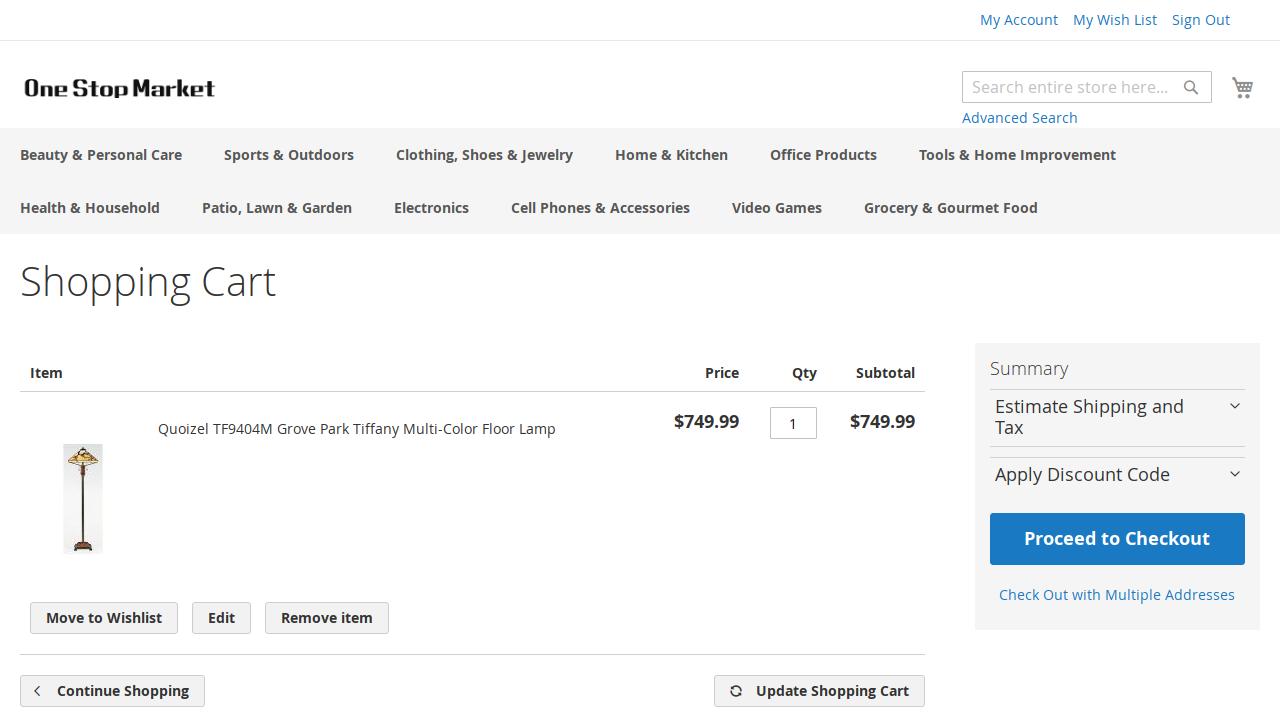 My Account My Wish List Sign Out
One Stop Market
Search entire store here...
Advanced Search
Beauty & Personal Care Sports & Outdoors Clothing, Shoes & Jewelry Home & Kitchen Office Products Tools & Home Improvement
Health & Household Patio, Lawn & Garden Electronics Cell Phones & Accessories Video Games Grocery & Gourmet Food
Shopping Cart
Item Price Qty Subtotal
Quoizel TF9404M Grove Park Tiffany Multi-Color Floor Lamp $749.99 1 $749.99
Move to Wishlist Edit Remove item
Continue Shopping Update Shopping Cart
Summary
Estimate Shipping and
Tax
Apply Discount Code
Proceed to Checkout
Check Out with Multiple Addresses